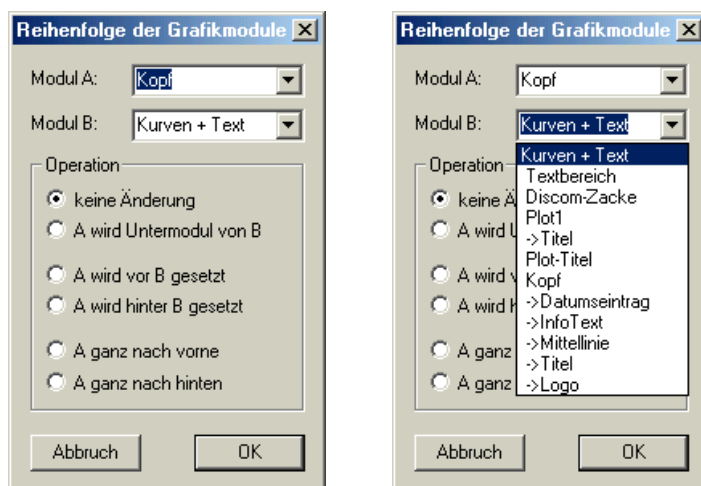 Reihenfolge der Grafikmodule
Modul A:
Kopf
Modul B:
Kurven + Text
Operation
keine Änderung
A wird Untermodul von B
A wird vor B gesetzt
A wird hinter B gesetzt
A ganz nach vorne
A ganz nach hinten
Abbruch
OK
Reihenfolge der Grafikmodule
Modul A:
Kopf
Modul B:
Kurven + Text
Operation
keine Ä
A wird U
A wird v
A wird h
A ganz
A ganz
Kurven + Text
Textbereich
Discom-Zacke
Plot1
->Titel
Plot-Titel
Kopf
->Datumseintrag
->InfoText
->Mittellinie
->Titel
->Logo
Abbruch
OK